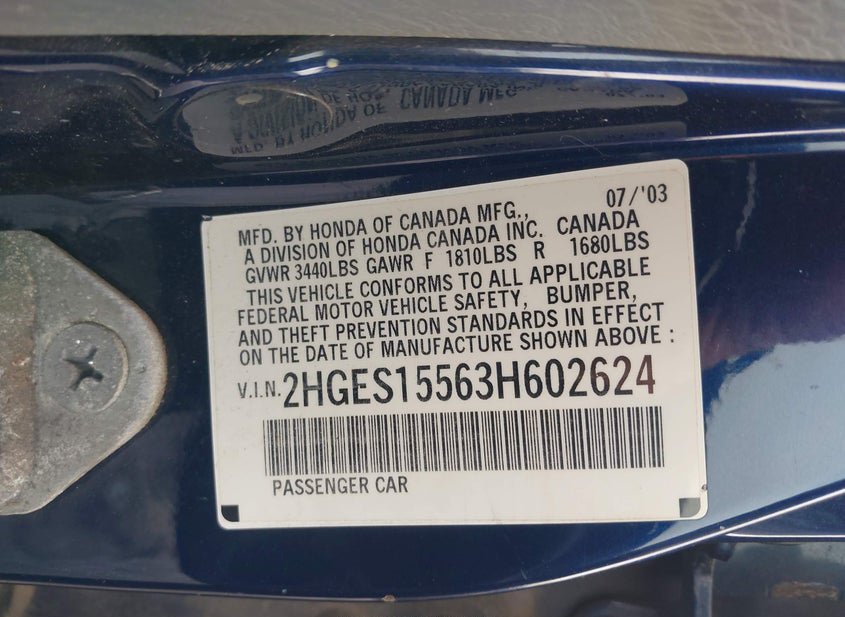 07/'03
MFD. BY HONDA OF CANADA MFG.,
A DIVISION OF HONDA CANADA INC. CANADA
GVWR 3440LBS GAWR F 1810LBS R 1680LBS
THIS VEHICLE CONFORMS TO ALL APPLICABLE
FEDERAL MOTOR VEHICLE SAFETY, BUMPER,
AND THEFT PREVENTION STANDARDS IN EFFECT
ON THE DATE OF MANUFACTURE SHOWN ABOVE :
V.I.N. 2HGES15563H602624
PASSENGER CAR